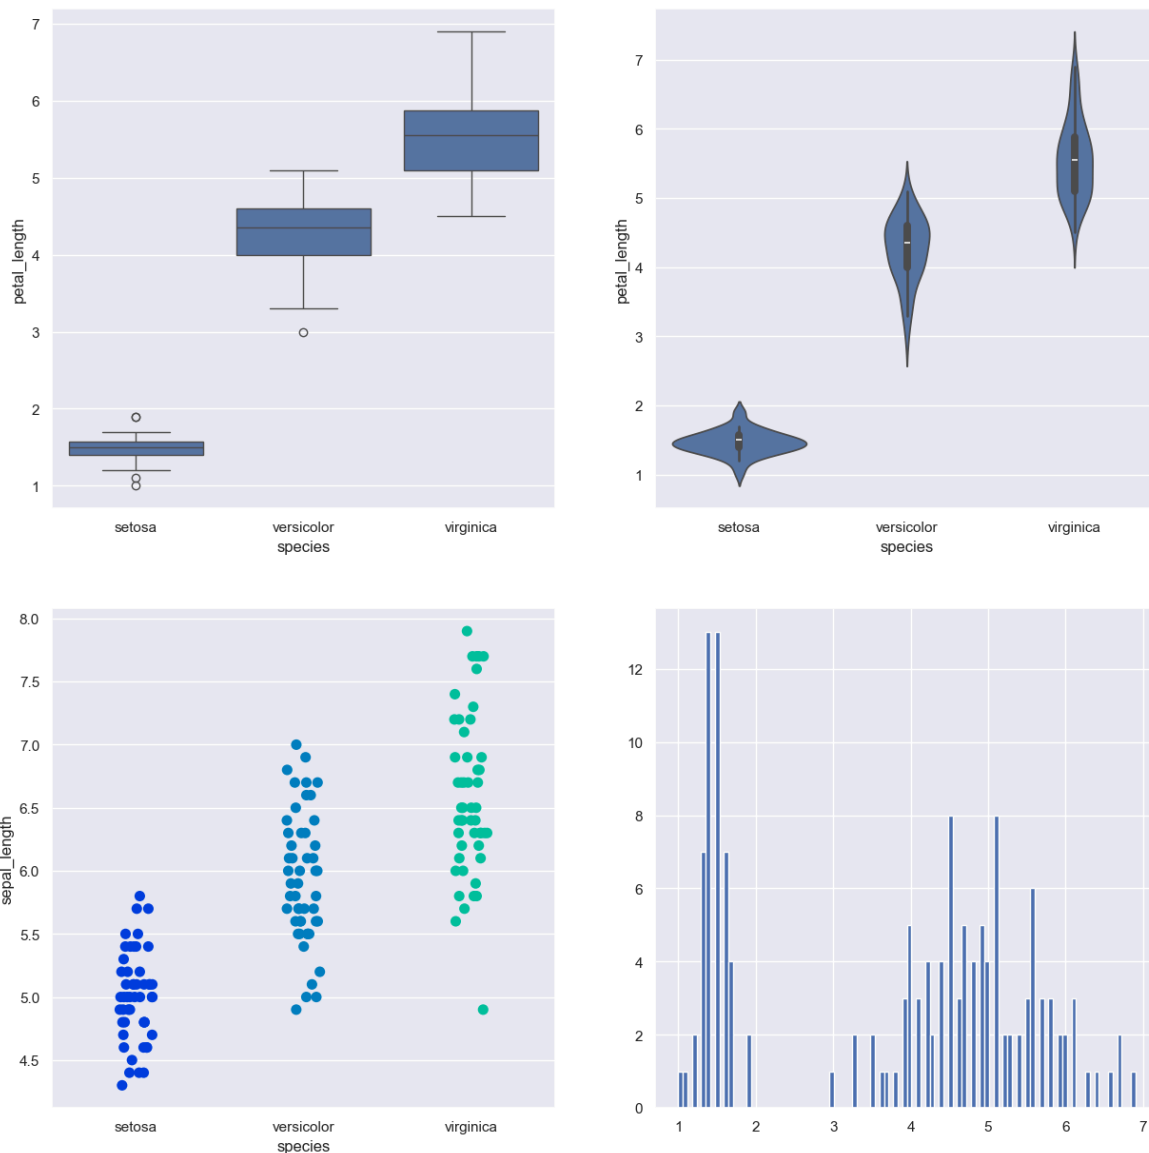 7
6
5
4
3
2
1
petal_length
setosa
versicolor
virginica
species
7
6
5
4
3
2
1
petal_length
setosa
versicolor
virginica
species
8.0
7.5
7.0
6.5
6.0
5.5
5.0
4.5
sepal_length
setosa
versicolor
virginica
species
12
10
8
6
4
2
0
1
2
3
4
5
6
7